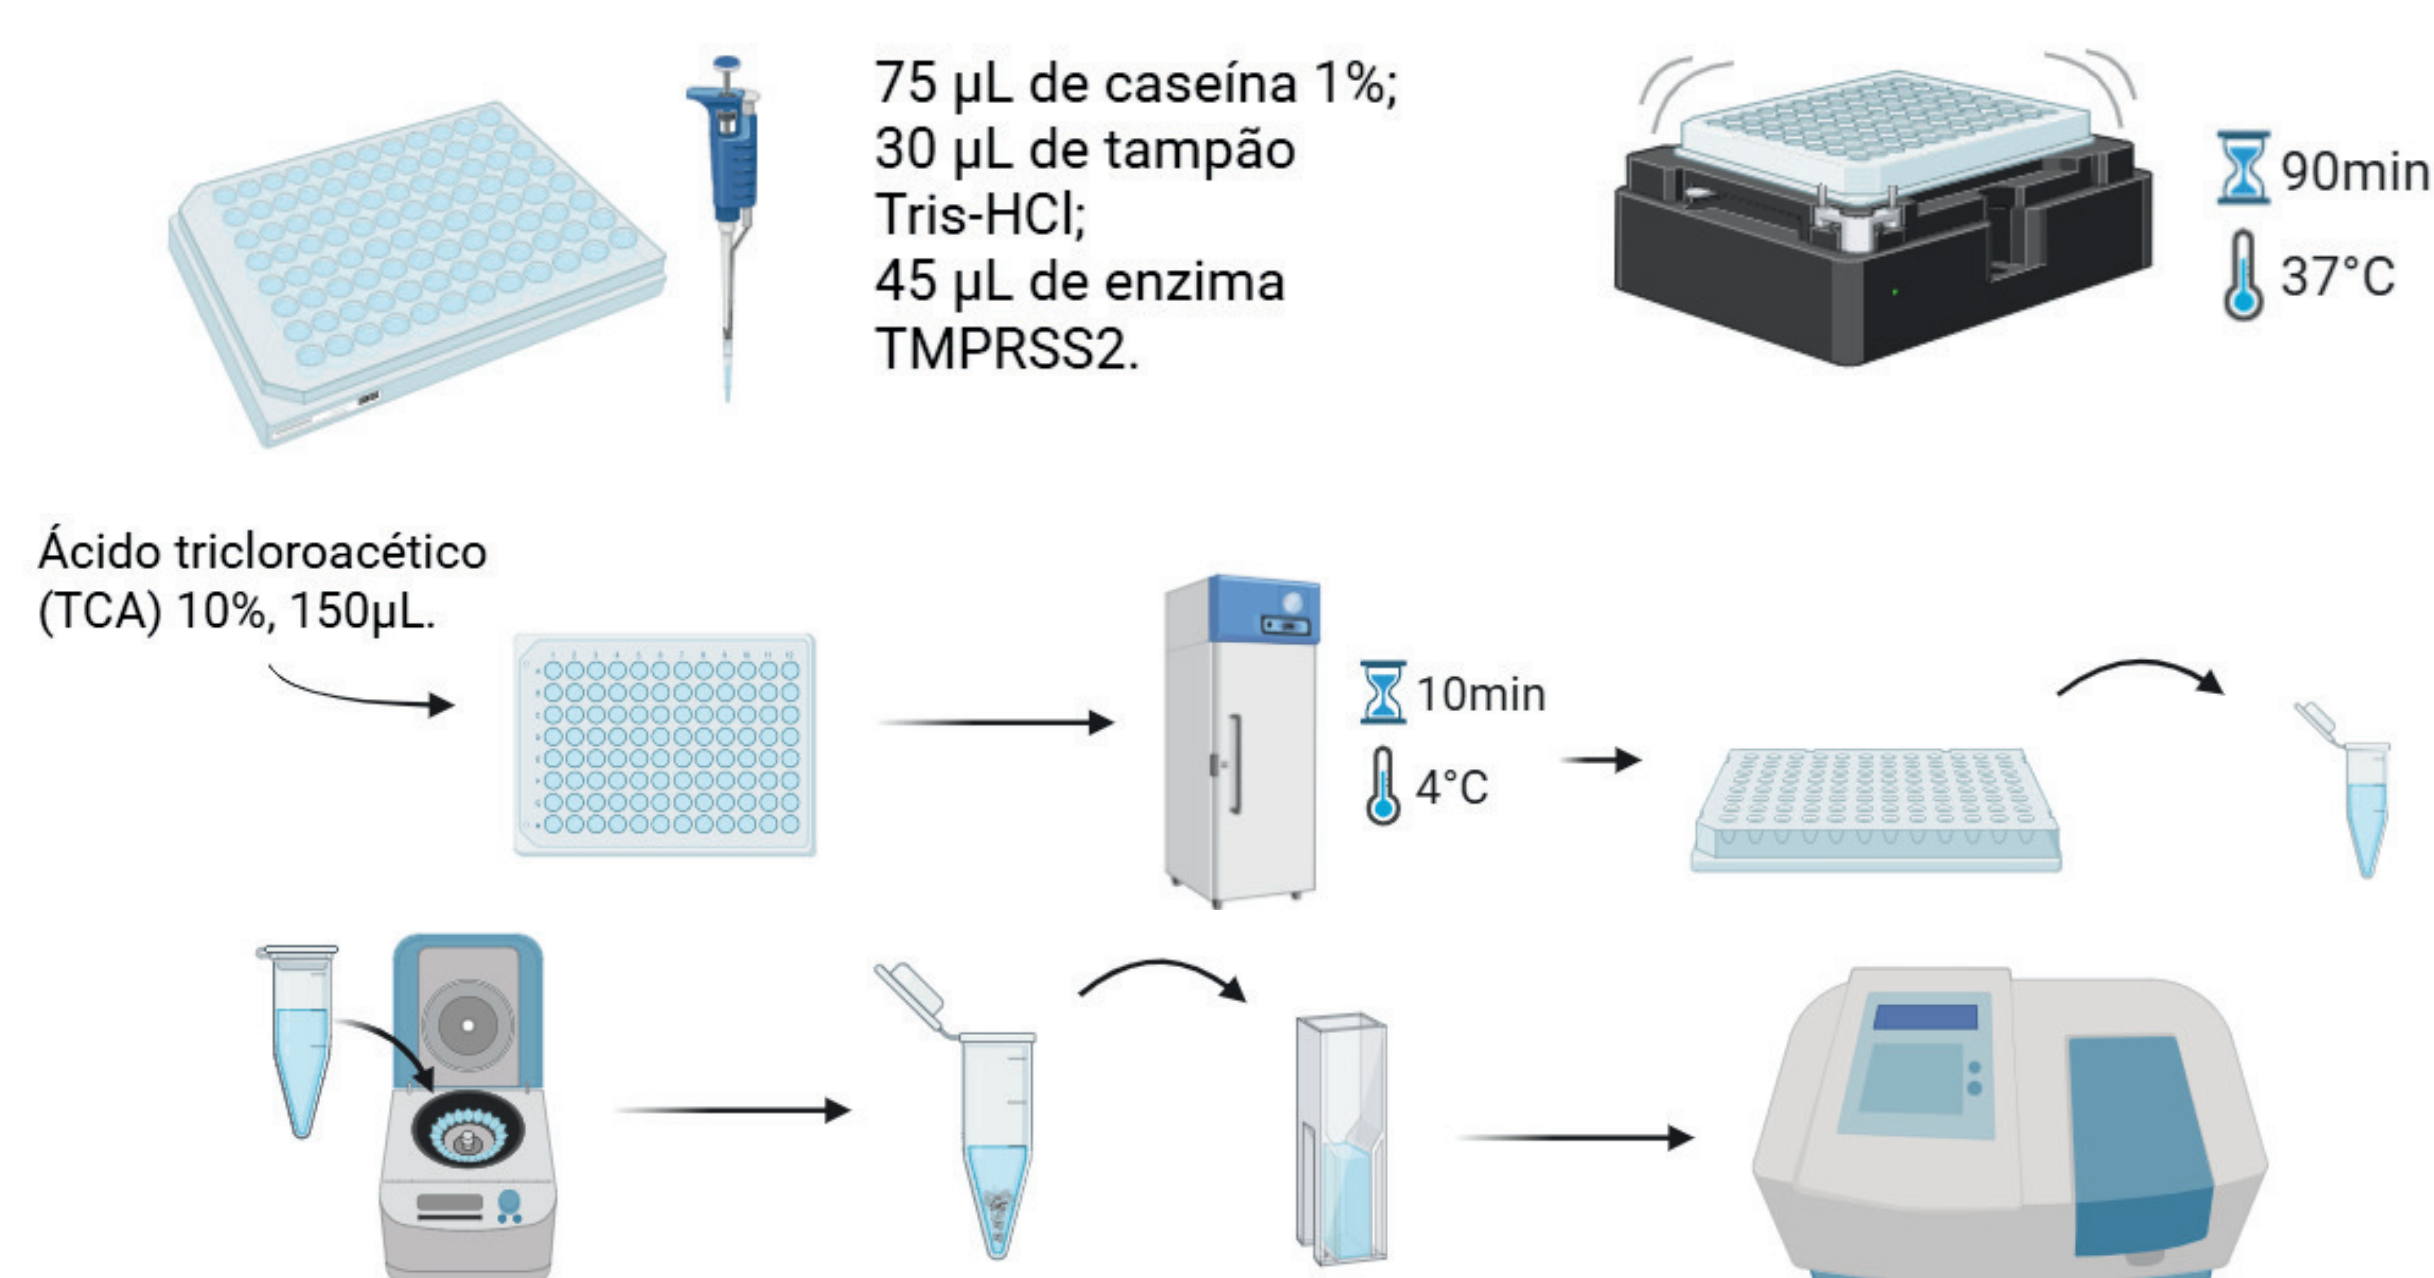 75 µL de caseína 1%;
30 µL de tampão
Tris-HCl;
45 µL de enzima
TMPRSS2.
90min
37°C
Ácido tricloroacético
(TCA) 10%, 150µL.
10min
4°C